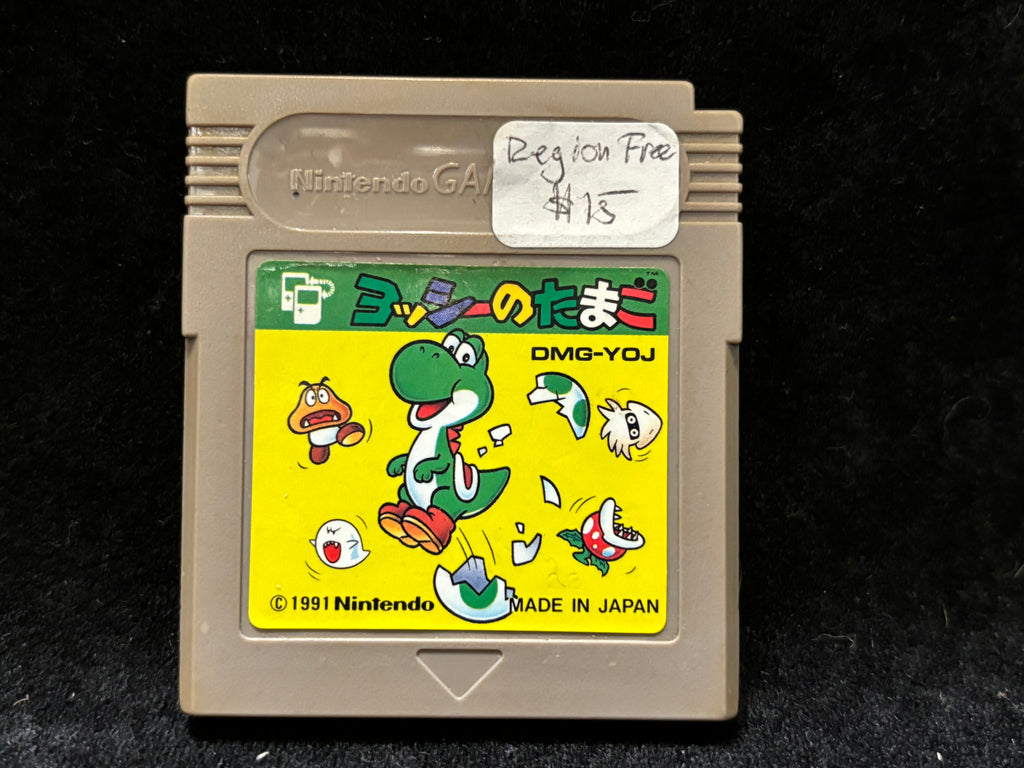 Region Free
$15
Nintendo GA
ヨッシーのたまご
TM
DMG-YOJ
© 1991 Nintendo
MADE IN JAPAN